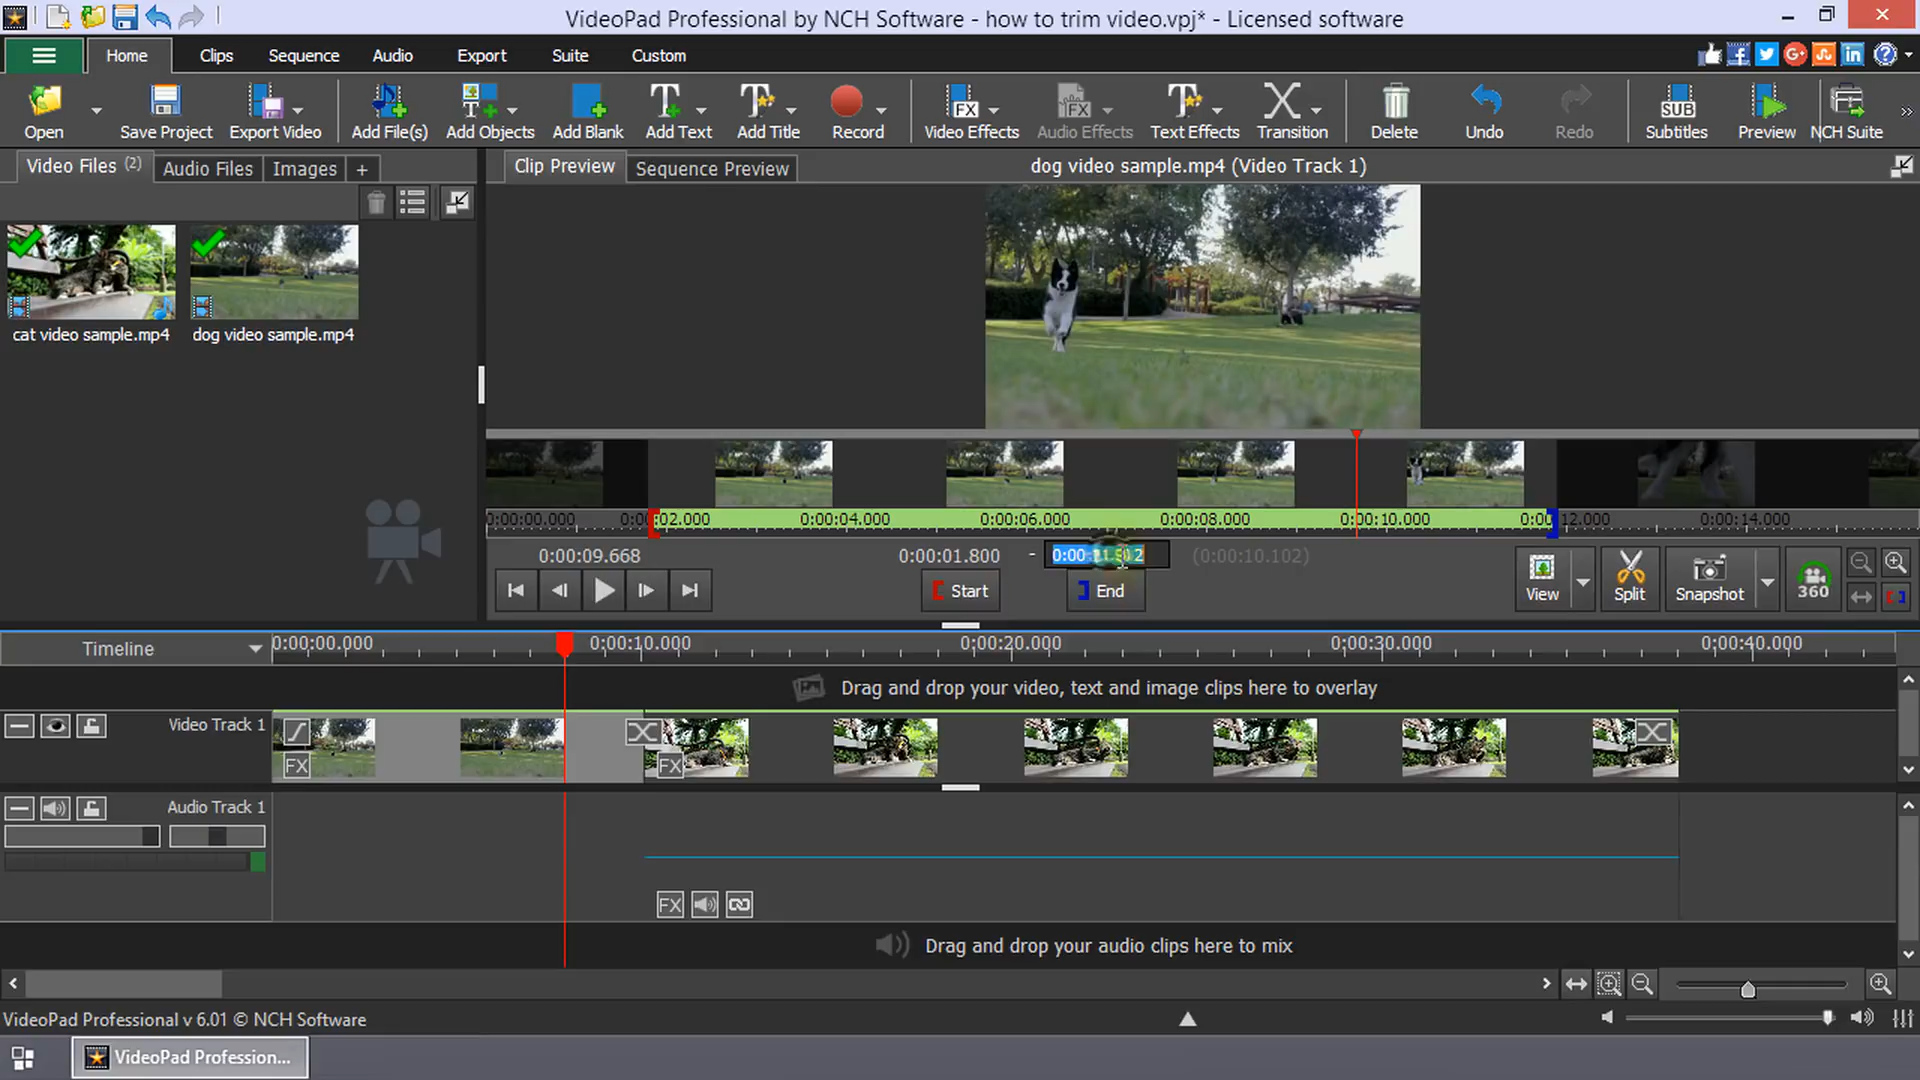 VideoPad Professional by NCH Software - how to trim video.vpj* - Licensed software
Home Clips Sequence Audio Export Suite Custom
Open Save Project Export Video Add File(s) Add Objects Add Blank Add Text Add Title Record Video Effects Audio Effects Text Effects Transition Delete Undo Redo Subtitles Preview NCH Suite
Video Files (2) Audio Files Images +
Clip Preview Sequence Preview dog video sample.mp4 (Video Track 1)
cat video sample.mp4 dog video sample.mp4
0:00:00.000 02.000 0:00:04.000 0:00:06.000 0:00:08.000 0:00:10.000 12.000 0:00:14.000
0:00:09.668 0:00:01.800 - (0:00:10.102)
Start End View Split Snapshot 360
Timeline 0:00:00.000 0:00:10.000 0:00:20.000 0:00:30.000 0:00:40.000
Drag and drop your video, text and image clips here to overlay
Video Track 1
FX FX
Audio Track 1
FX
Drag and drop your audio clips here to mix
VideoPad Professional v 6.01 © NCH Software
VideoPad Profession...